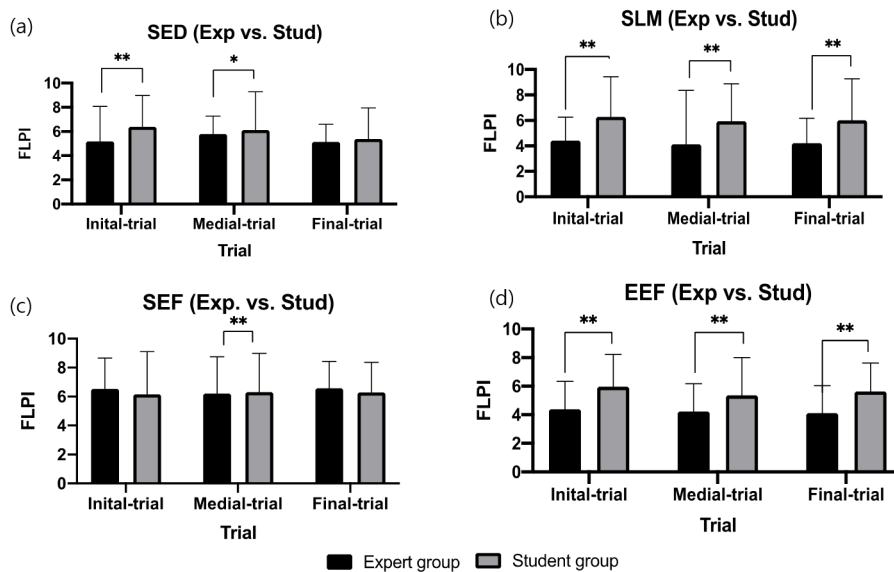 (a)
SED (Exp vs. Stud)
**
*
10
8
6
4
2
0
FLPI
Inital-trial
Medial-trial
Final-trial
Trial
(b)
SLM (Exp vs. Stud)
**
**
**
10
8
6
4
2
0
FLPI
Inital-trial
Medial-trial
Final-trial
Trial
(c)
SEF (Exp. vs. Stud)
**
10
8
6
4
2
0
FLPI
Inital-trial
Medial-trial
Final-trial
Trial
(d)
EEF (Exp vs. Stud)
**
**
**
10
8
6
4
2
0
FLPI
Inital-trial
Medial-trial
Final-trial
Trial
Expert group
Student group